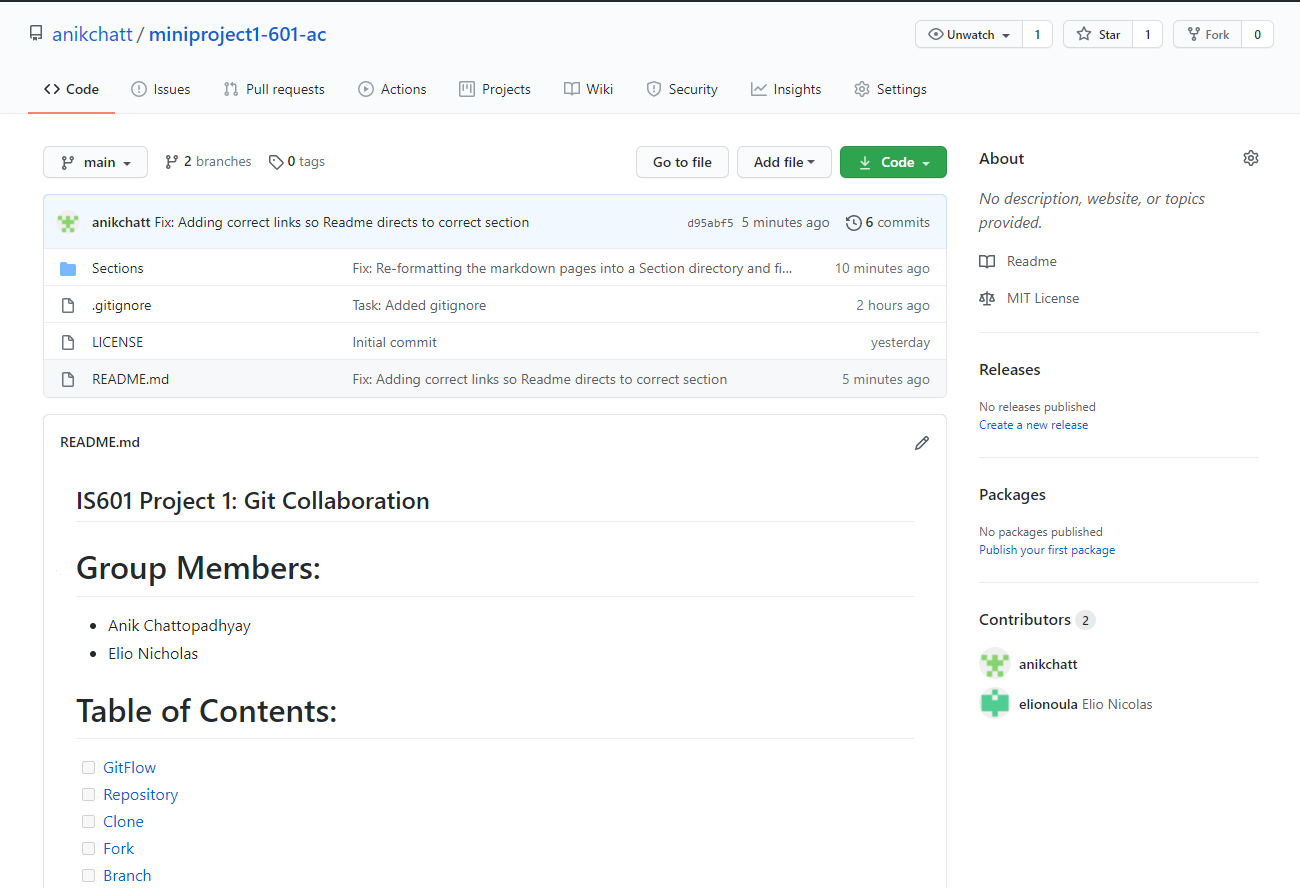 anikchatt / miniproject1-601-ac
Unwatch 1 Star 1 Fork 0
Code Issues Pull requests Actions Projects Wiki Security Insights Settings
main 2 branches 0 tags Go to file Add file Code
anikchatt Fix: Adding correct links so Readme directs to correct section d95abf5 5 minutes ago 6 commits
Sections Fix: Re-formatting the markdown pages into a Section directory and fi... 10 minutes ago
.gitignore Task: Added gitignore 2 hours ago
LICENSE Initial commit yesterday
README.md Fix: Adding correct links so Readme directs to correct section 5 minutes ago
README.md
IS601 Project 1: Git Collaboration
Group Members:
Anik Chattopadhyay
Elio Nicholas
Table of Contents:
GitFlow
Repository
Clone
Fork
Branch
About
No description, website, or topics
provided.
Readme
MIT License
Releases
No releases published
Create a new release
Packages
No packages published
Publish your first package
Contributors 2
anikchatt
elionoula Elio Nicolas